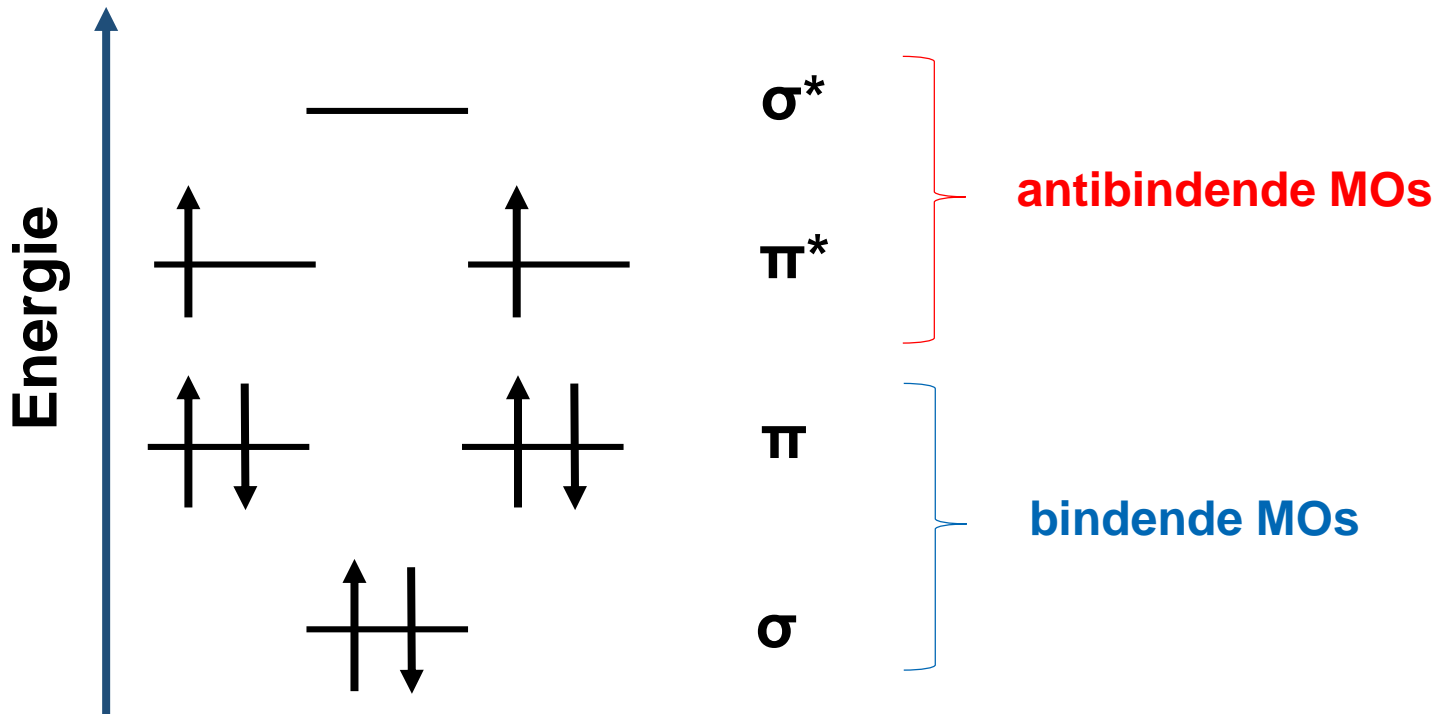 Energie
σ*
π*
antibindende MOs
π
bindende MOs
σ